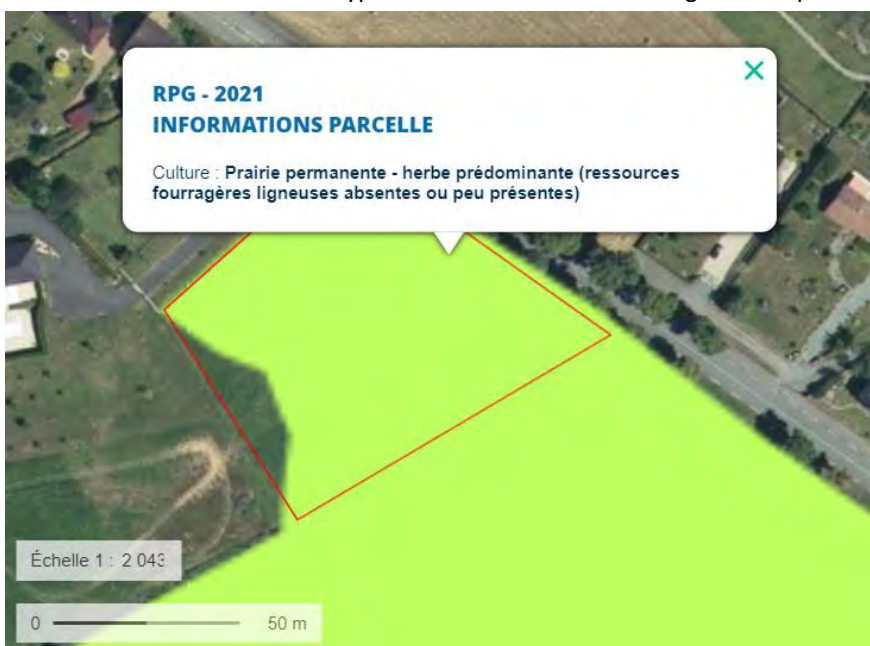 RPG - 2021
INFORMATIONS PARCELLE
Culture : Prairie permanente - herbe prédominante (ressources
fourragères ligneuses absentes ou peu présentes)
Échelle 1 : 2 043
0 50 m